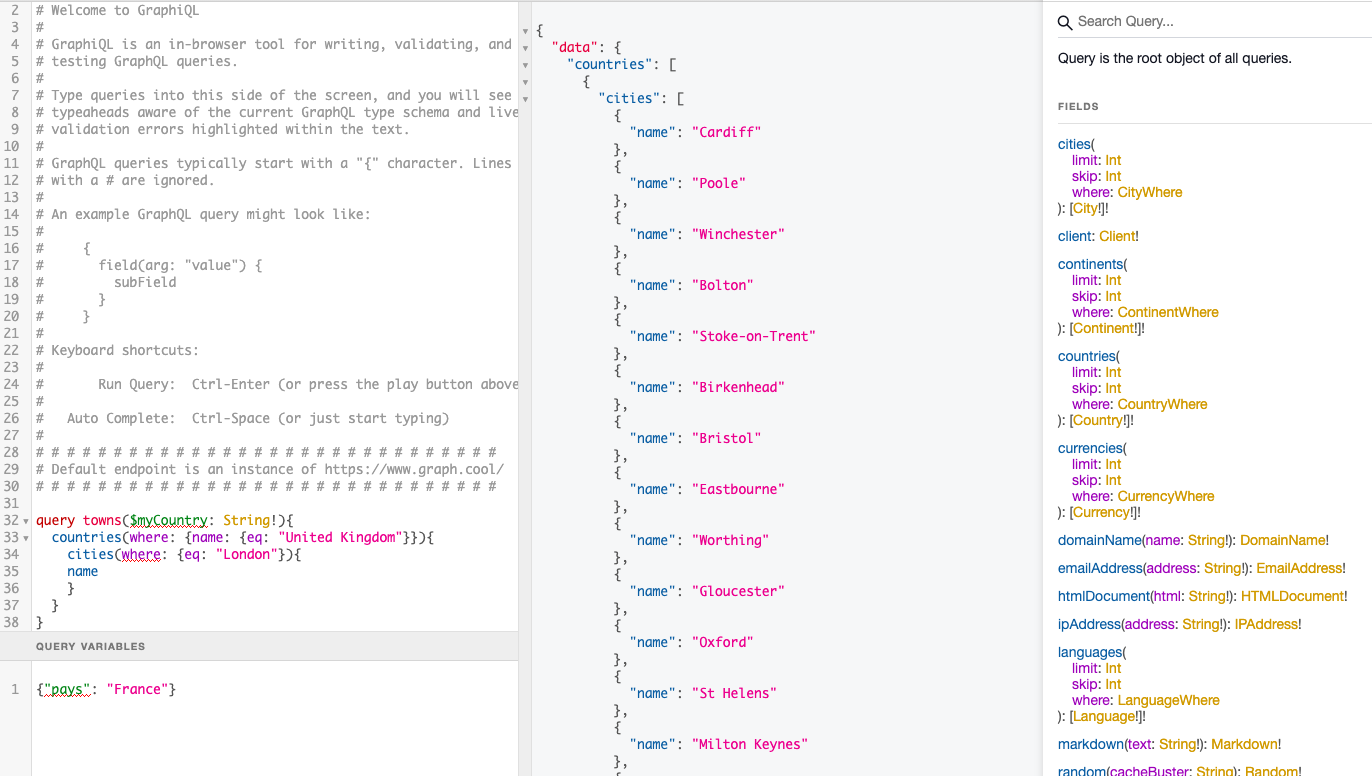 2 # Welcome to GraphiQL
3 #
4 # GraphiQL is an in-browser tool for writing, validating, and
5 # testing GraphQL queries.
6 #
7 # Type queries into this side of the screen, and you will see
8 # typeaheads aware of the current GraphQL type schema and live
9 # validation errors highlighted within the text.
10 #
11 # GraphQL queries typically start with a "{" character. Lines
12 # with a # are ignored.
13 #
14 # An example GraphQL query might look like:
15 #
16 #     {
17 #       field(arg: "value") {
18 #         subField
19 #       }
20 #     }
21 #
22 # Keyboard shortcuts:
23 #
24 #       Run Query:  Ctrl-Enter (or press the play button above
25 #
26 #   Auto Complete:  Ctrl-Space (or just start typing)
27 #
28 # # # # # # # # # # # # # # # # # # # # # # # # # # # # # #
29 # Default endpoint is an instance of https://www.graph.cool/
30 # # # # # # # # # # # # # # # # # # # # # # # # # # # # # #
31
32 query towns($myCountry: String!){
33   countries(where: {name: {eq: "United Kingdom"}}){
34     cities(where: {eq: "London"}){
35     name
36     }
37   }
38 }
QUERY VARIABLES
1 {"pays": "France"}
{
  "data": {
    "countries": [
      {
        "cities": [
          {
            "name": "Cardiff"
          },
          {
            "name": "Poole"
          },
          {
            "name": "Winchester"
          },
          {
            "name": "Bolton"
          },
          {
            "name": "Stoke-on-Trent"
          },
          {
            "name": "Birkenhead"
          },
          {
            "name": "Bristol"
          },
          {
            "name": "Eastbourne"
          },
          {
            "name": "Worthing"
          },
          {
            "name": "Gloucester"
          },
          {
            "name": "Oxford"
          },
          {
            "name": "St Helens"
          },
          {
            "name": "Milton Keynes"
          },
Search Query...
Query is the root object of all queries.
FIELDS
cities(
limit: Int
skip: Int
where: CityWhere
): [City!]!
client: Client!
continents(
limit: Int
skip: Int
where: ContinentWhere
): [Continent!]!
countries(
limit: Int
skip: Int
where: CountryWhere
): [Country!]!
currencies(
limit: Int
skip: Int
where: CurrencyWhere
): [Currency!]!
domainName(name: String!): DomainName!
emailAddress(address: String!): EmailAddress!
htmlDocument(html: String!): HTMLDocument!
ipAddress(address: String!): IPAddress!
languages(
limit: Int
skip: Int
where: LanguageWhere
): [Language!]!
markdown(text: String!): Markdown!
random(cacheBuster: String): Random!